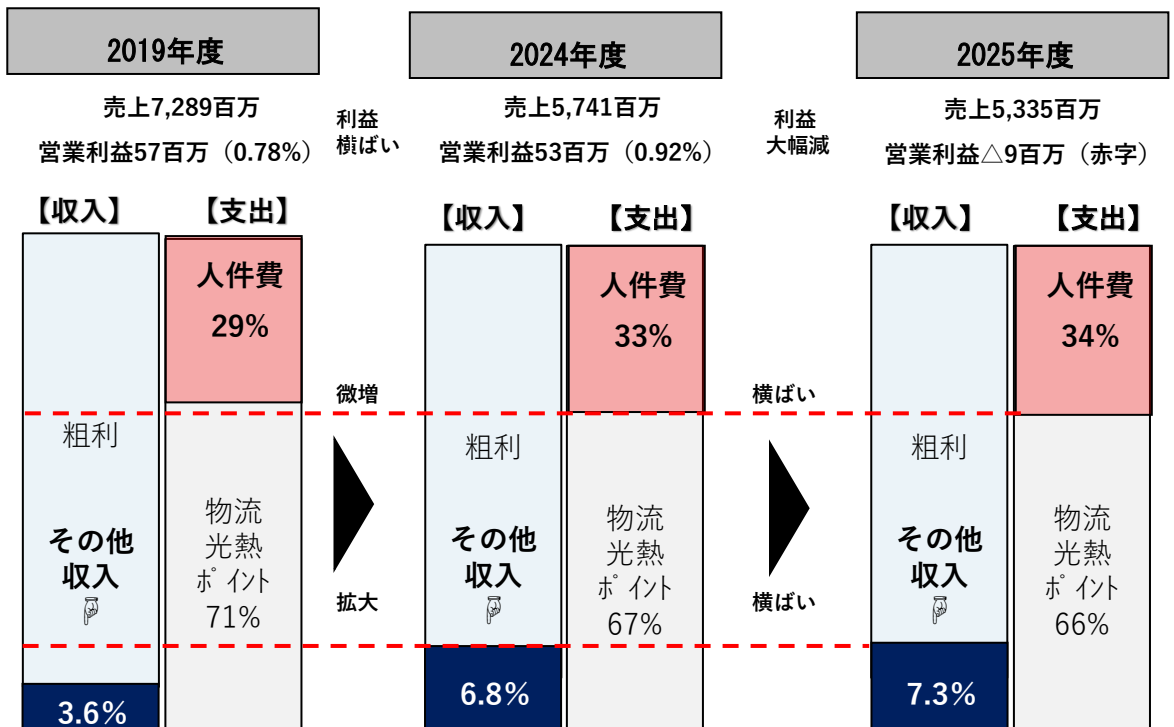 2019年度
売上7,289百万
営業利益57百万（0.78%）
【収入】
【支出】
人件費
29%
粗利
その他
収入
☟
物流
光熱
ﾎﾟｲﾝﾄ
71%
3.6%
利益
横ばい
微増
拡大
2024年度
売上5,741百万
営業利益53百万（0.92%）
【収入】
【支出】
人件費
33%
粗利
その他
収入
☟
物流
光熱
ﾎﾟｲﾝﾄ
67%
6.8%
利益
大幅減
横ばい
横ばい
2025年度
売上5,335百万
営業利益△9百万（赤字）
【収入】
【支出】
人件費
34%
粗利
その他
収入
☟
物流
光熱
ﾎﾟｲﾝﾄ
66%
7.3%